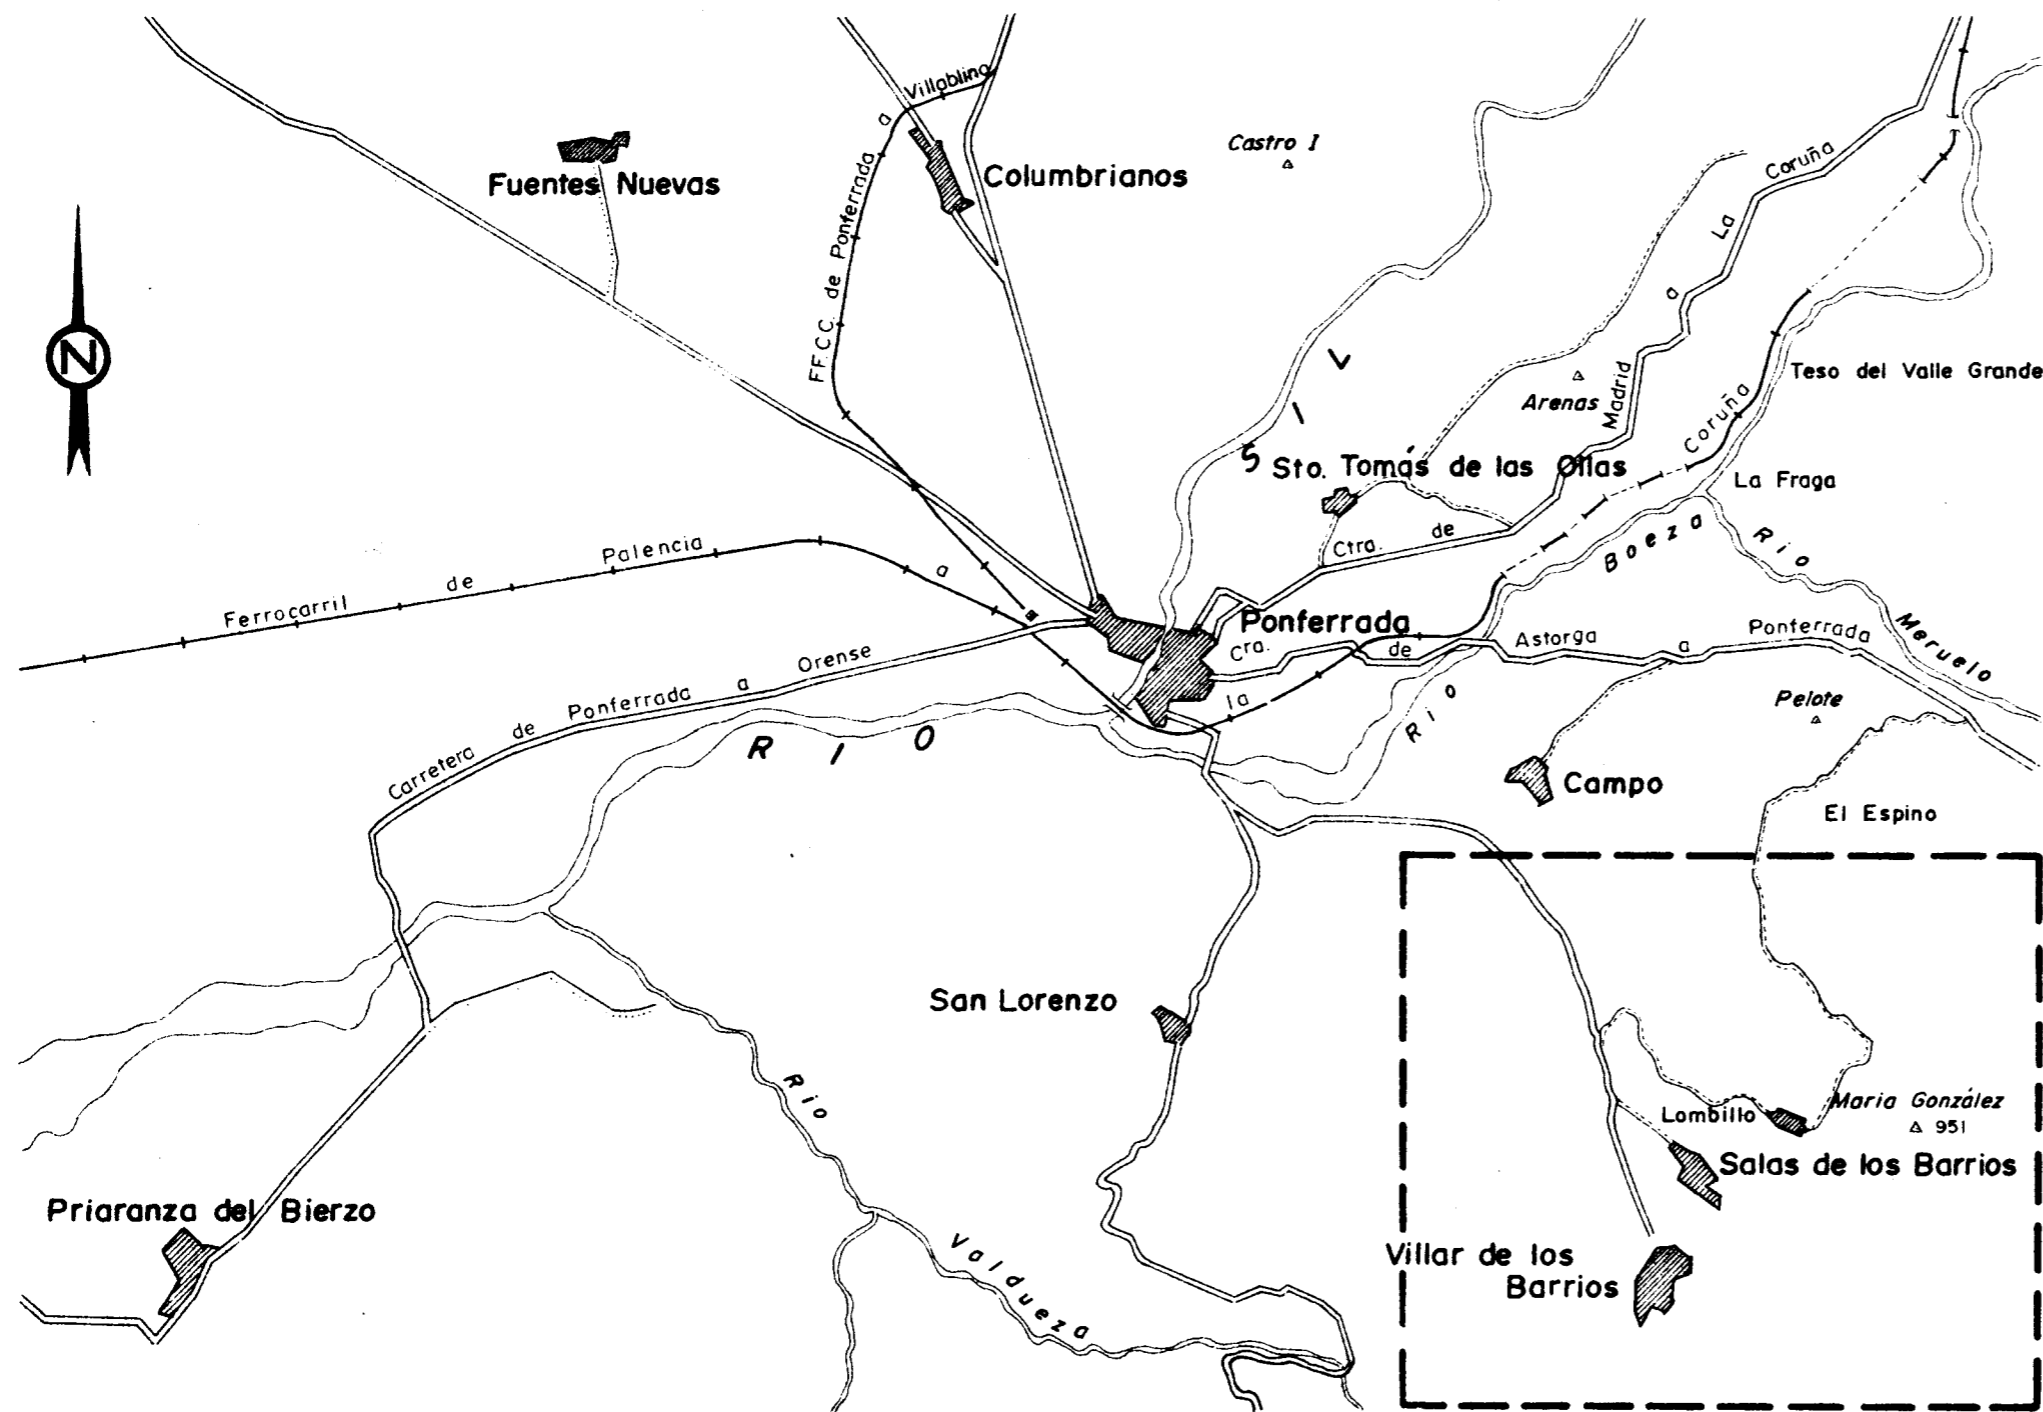 Villablino
a
FF.C.C. de Ponferrada
Fuentes Nuevas
Columbrianos
Castro I
N
La Coruña
a
Madrid
de
Ctra.
Teso del Valle Grande
Arenas
Coruña
S I L
Sto. Tomás de las Ollas
La Fraga
Boeza
Rio
Meruelo
Ferrocarril de Palencia a
la
Ponferrada
Cra. de Astorga a Ponferrada
Carretera de Ponferrada a Orense
RIO
Rio
Pelote
Campo
El Espino
San Lorenzo
Rio
Valdueza
Lombillo
Maria González
951
Salas de los Barrios
Priaranza del Bierzo
Villar de los
Barrios